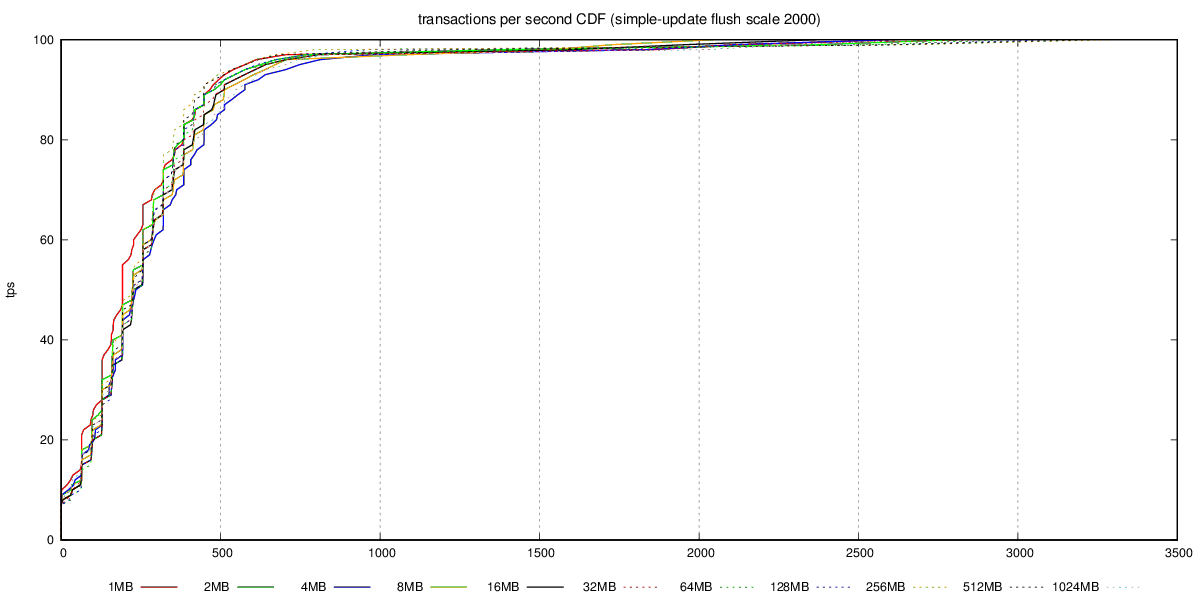 transactions per second CDF (simple-update flush scale 2000)
100
80
60
40
20
0
tps
0 500 1000 1500 2000 2500 3000 3500
1MB 2MB 4MB 8MB 16MB 32MB 64MB 128MB 256MB 512MB 1024MB